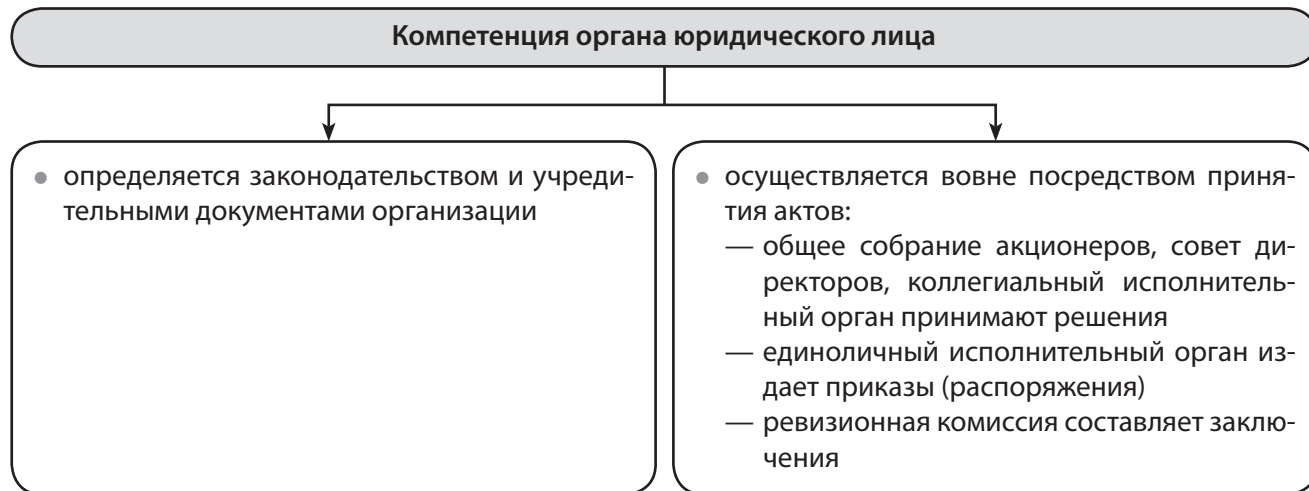 Компетенция органа юридического лица
● определяется законодательством и учреди-
тельными документами организации
● осуществляется вовне посредством приня-
тия актов:
— общее собрание акционеров, совет ди-
ректоров, коллегиальный исполнитель-
ный орган принимают решения
— единоличный исполнительный орган из-
дает приказы (распоряжения)
— ревизионная комиссия составляет заклю-
чения